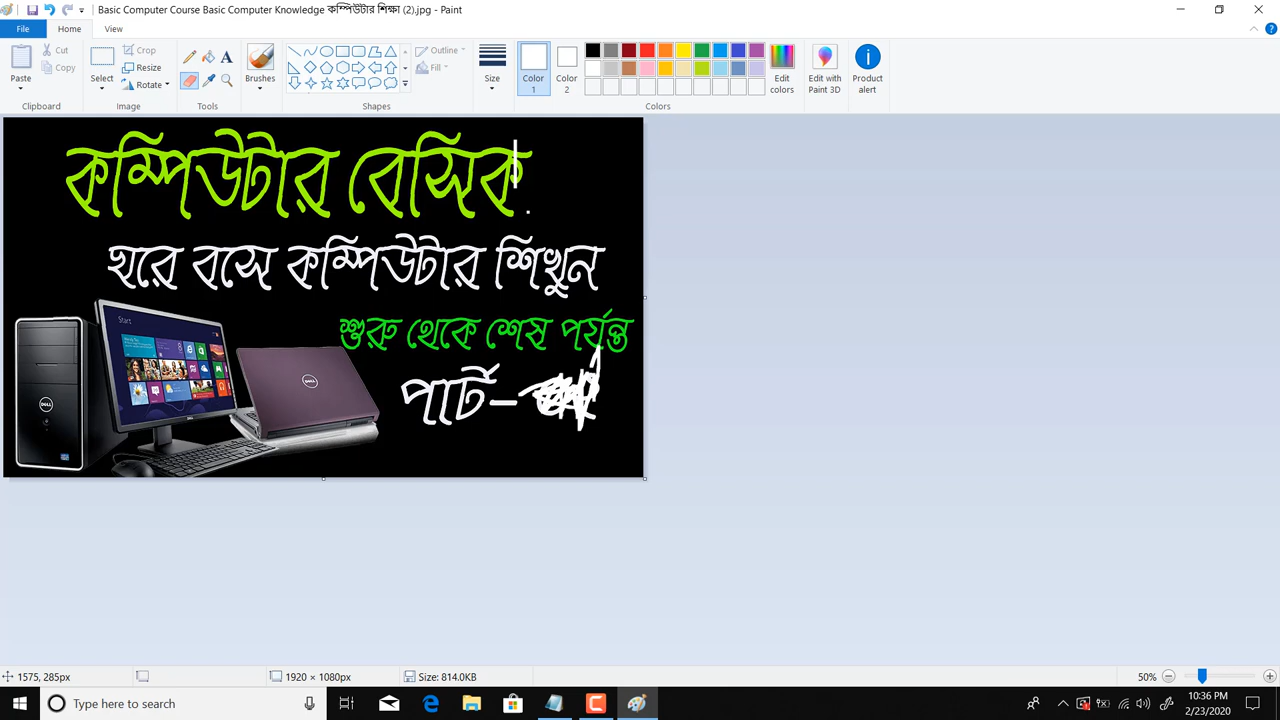 Basic Computer Course Basic Computer Knowledge কম্পিউটার শিক্ষা (2).jpg - Paint
File Home View
Paste Cut Copy Clipboard
Select Crop Resize Rotate Image
Tools
Brushes
Outline Fill Shapes
Size
Color 1 Color 2 Edit colors Colors
Edit with Paint 3D
Product alert
কম্পিউটার বেসিক
ঘরে বসে কম্পিউটার শিখুন
শুরু থেকে শেষ পর্যন্ত
পার্ট-
Start
DELL
DELL
1575, 285px 1920 × 1080px Size: 814.0KB 50%
Type here to search
10:36 PM
2/23/2020